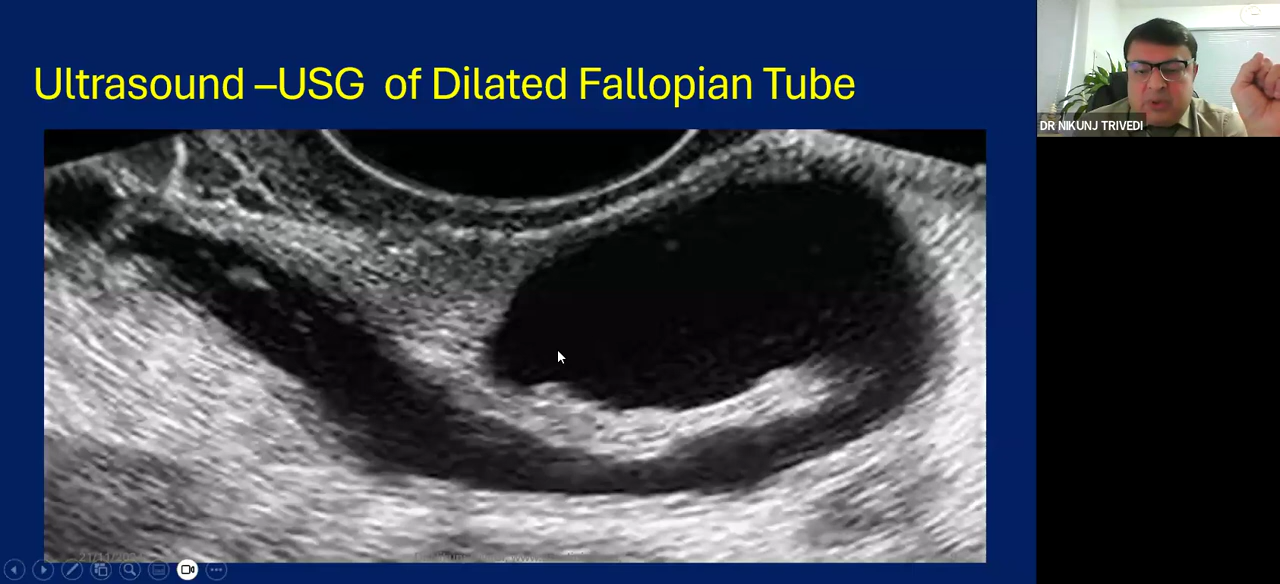 Ultrasound –USG  of Dilated Fallopian Tube
DR NIKUNJ TRIVEDI